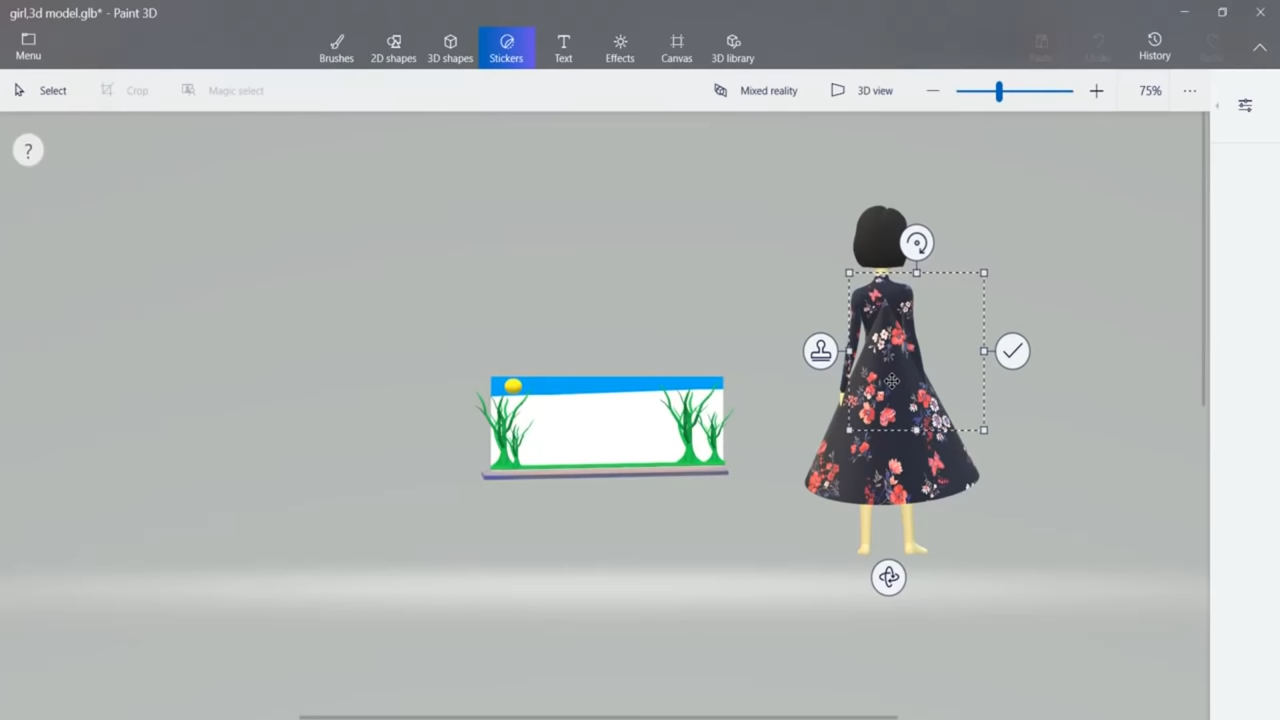 girl,3d model.glb* - Paint 3D
Menu
Brushes
2D shapes
3D shapes
Stickers
Text
Effects
Canvas
3D library
History
Select
Crop
Magic select
Mixed reality
3D view
75%
?